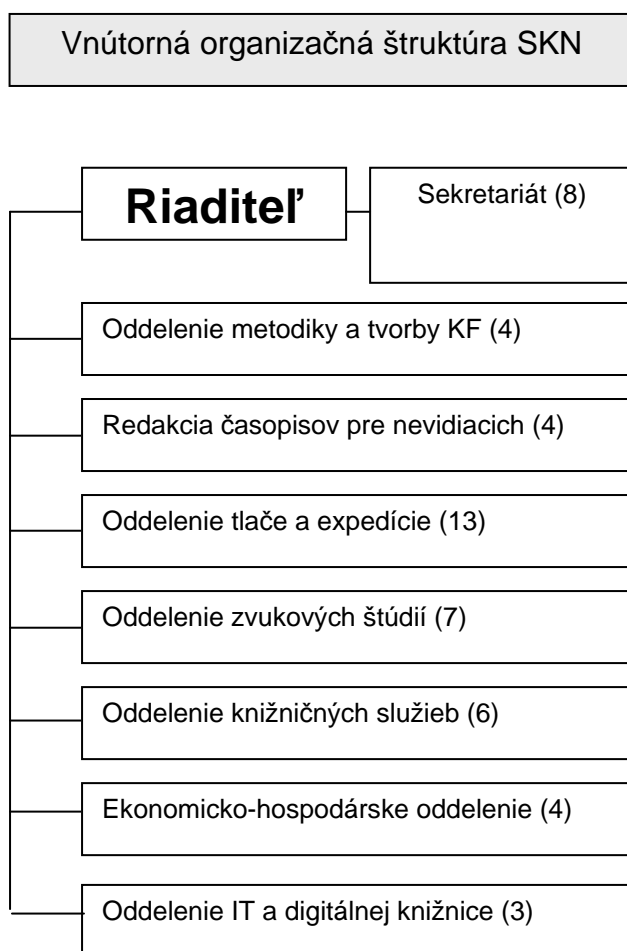 Vnútorná organizačná štruktúra SKN
Riaditeľ
Sekretariát (8)
Oddelenie metodiky a tvorby KF (4)
Redakcia časopisov pre nevidiacich (4)
Oddelenie tlače a expedície (13)
Oddelenie zvukových štúdií (7)
Oddelenie knižničných služieb (6)
Ekonomicko-hospodárske oddelenie (4)
Oddelenie IT a digitálnej knižnice (3)